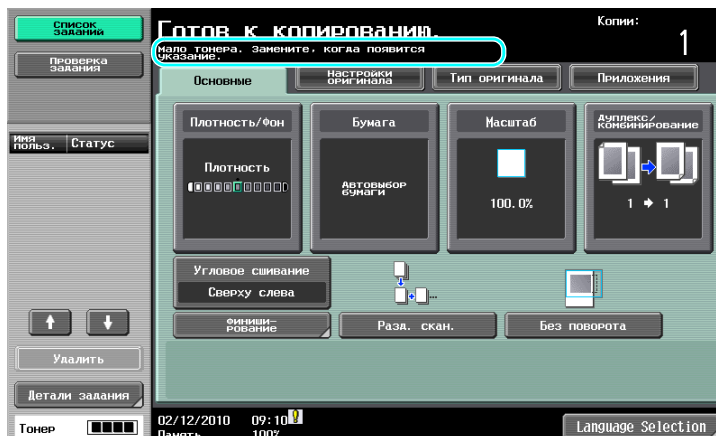 Список
заданий
Проверка
задания
Имя
польз.
Статус
Удалить
Детали задания
Тонер
Готов к копированию.
Мало тонера. Замените, когда появится
указание.
Копии:
1
Основные
Настройки
оригинала
Тип оригинала
Приложения
Плотность/Фон
Плотность
Бумага
Автовыбор
бумаги
Масштаб
100.0%
Дуплекс/
Комбинирование
1 → 1
Угловое сшивание
Сверху слева
Финиши-
рование
Разд. скан.
Без поворота
02/12/2010 09:10
Память 100%
Language Selection